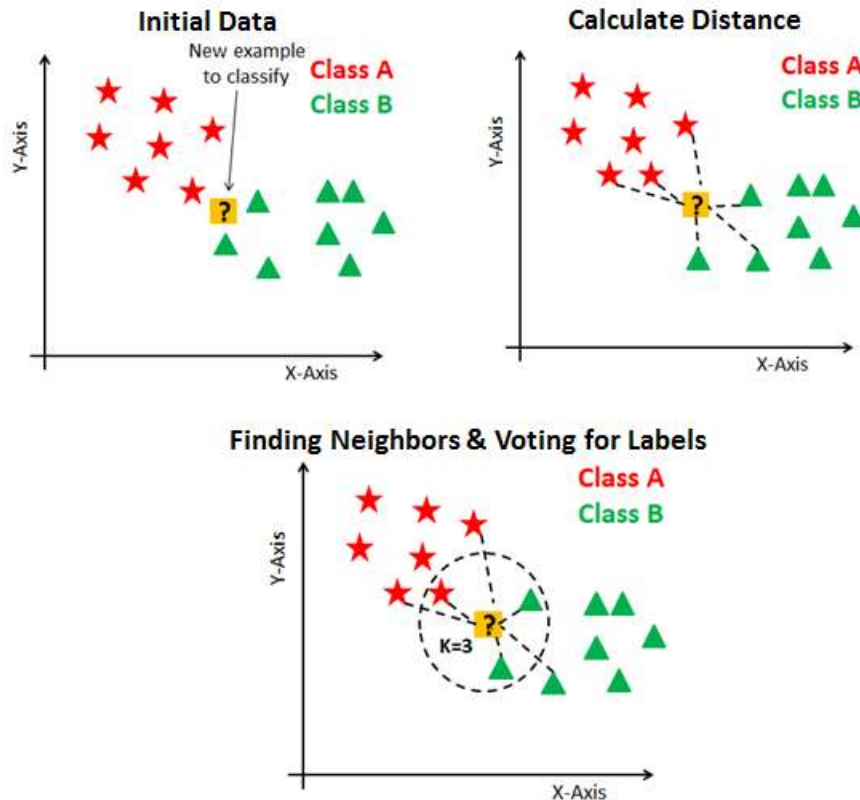 Initial Data
New example
to classify
Class A
Class B
?
Y-Axis
X-Axis
Calculate Distance
Class A
Class B
?
Y-Axis
X-Axis
Finding Neighbors & Voting for Labels
Class A
Class B
?
K=3
Y-Axis
X-Axis